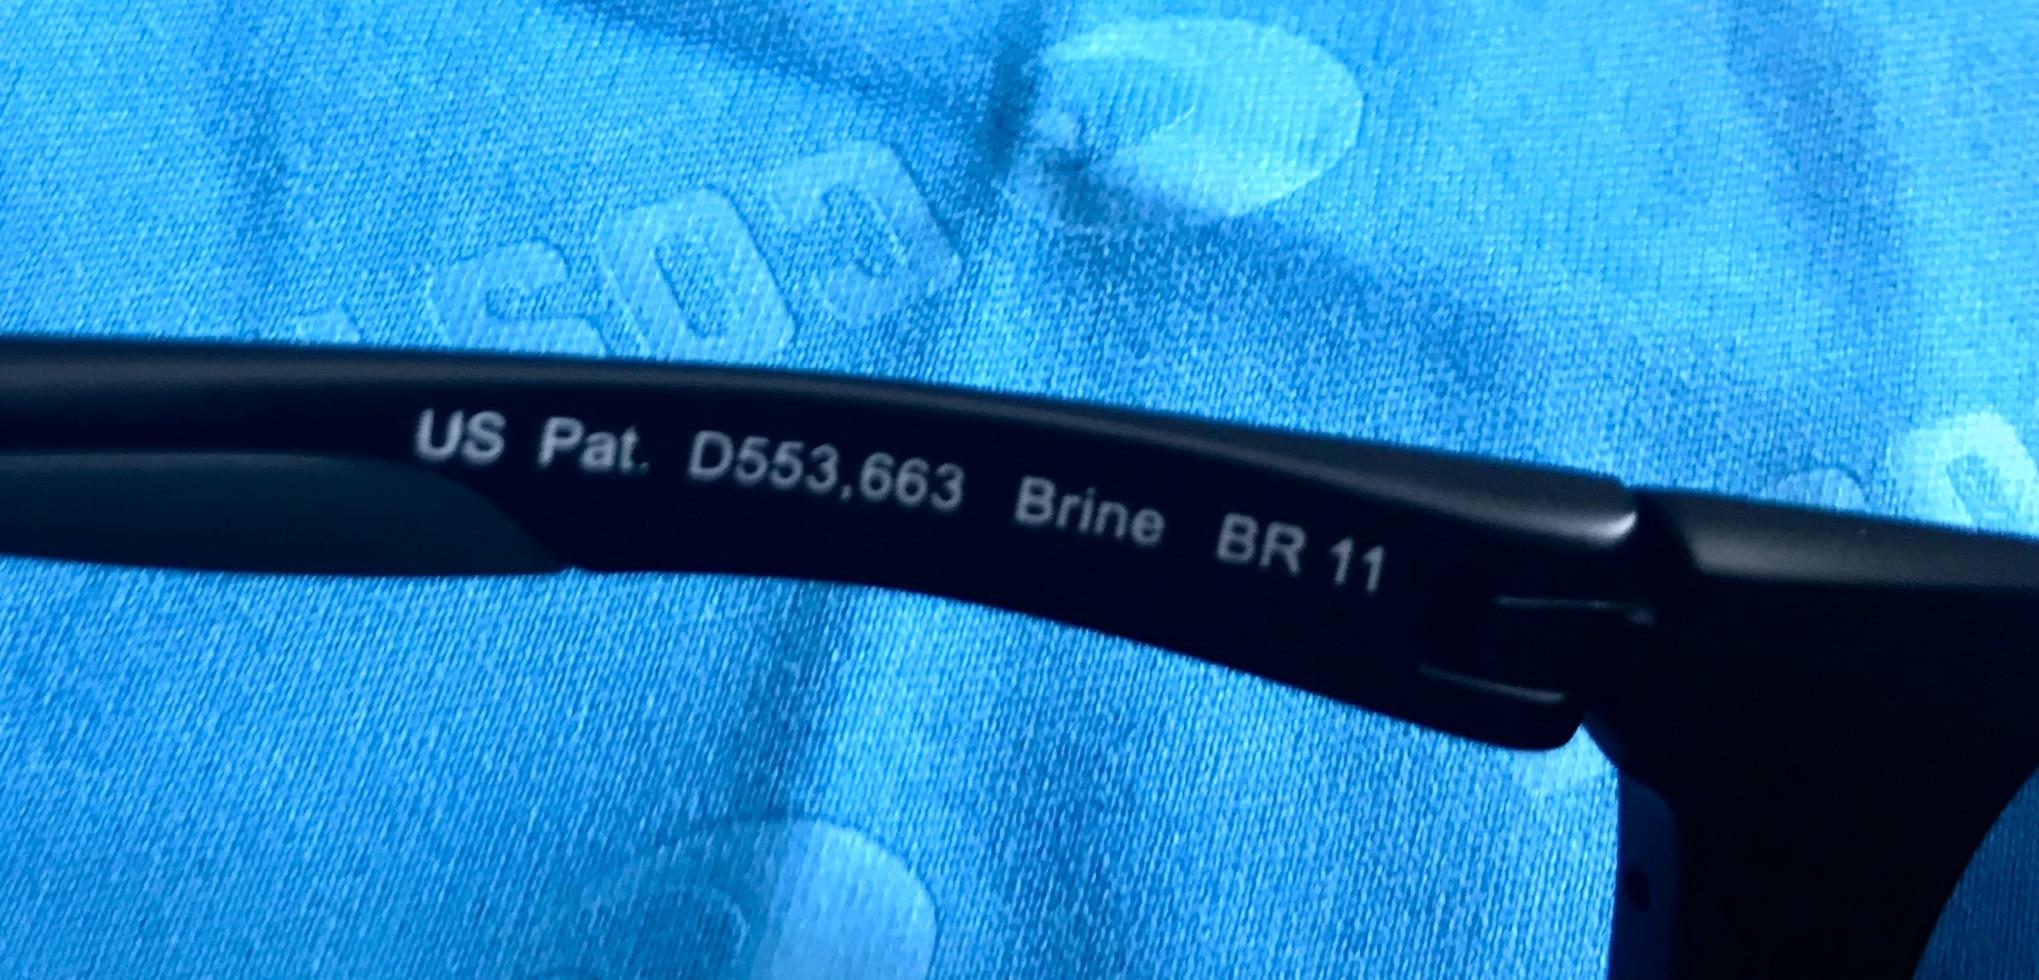 US Pat. D553,663 Brine BR 11